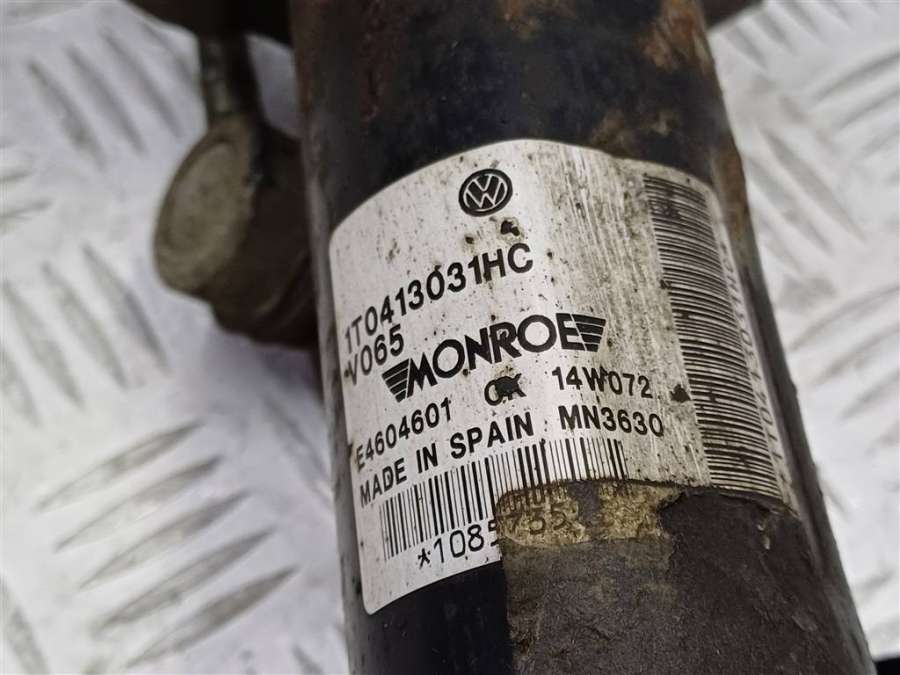 1T0413031HC
V065
MONROE
E4604601 OK 14W072
MADE IN SPAIN MN3630